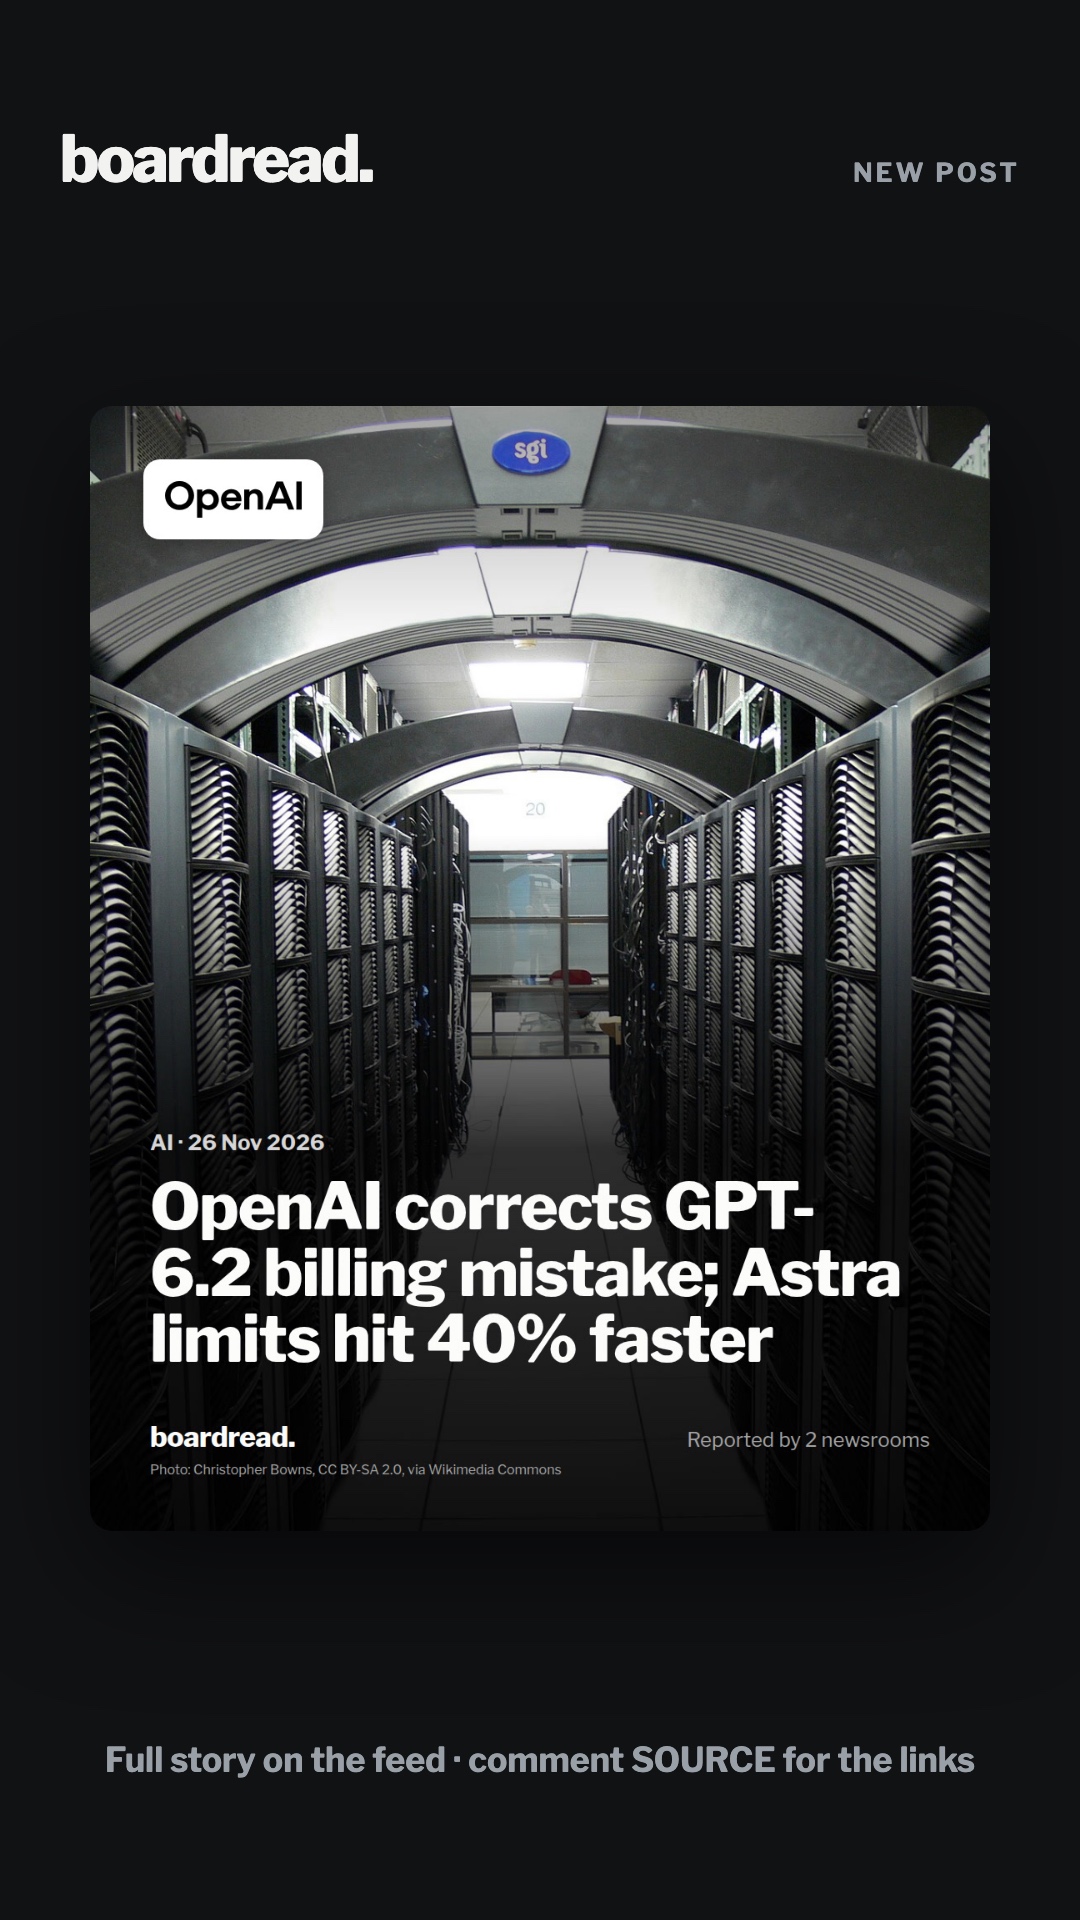 boardread.
NEW POST
sgi
OpenAI
20
AI · 26 Nov 2026
OpenAI corrects GPT-
6.2 billing mistake; Astra
limits hit 40% faster
boardread.
Reported by 2 newsrooms
Photo: Christopher Bowns, CC BY-SA 2.0, via Wikimedia Commons
Full story on the feed · comment SOURCE for the links